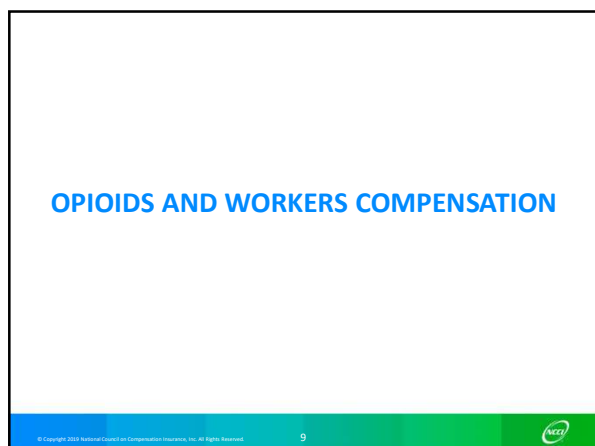 OPIOIDS AND WORKERS COMPENSATION
© Copyright 2019 National Council on Compensation Insurance, Inc. All Rights Reserved. 9
NCCI